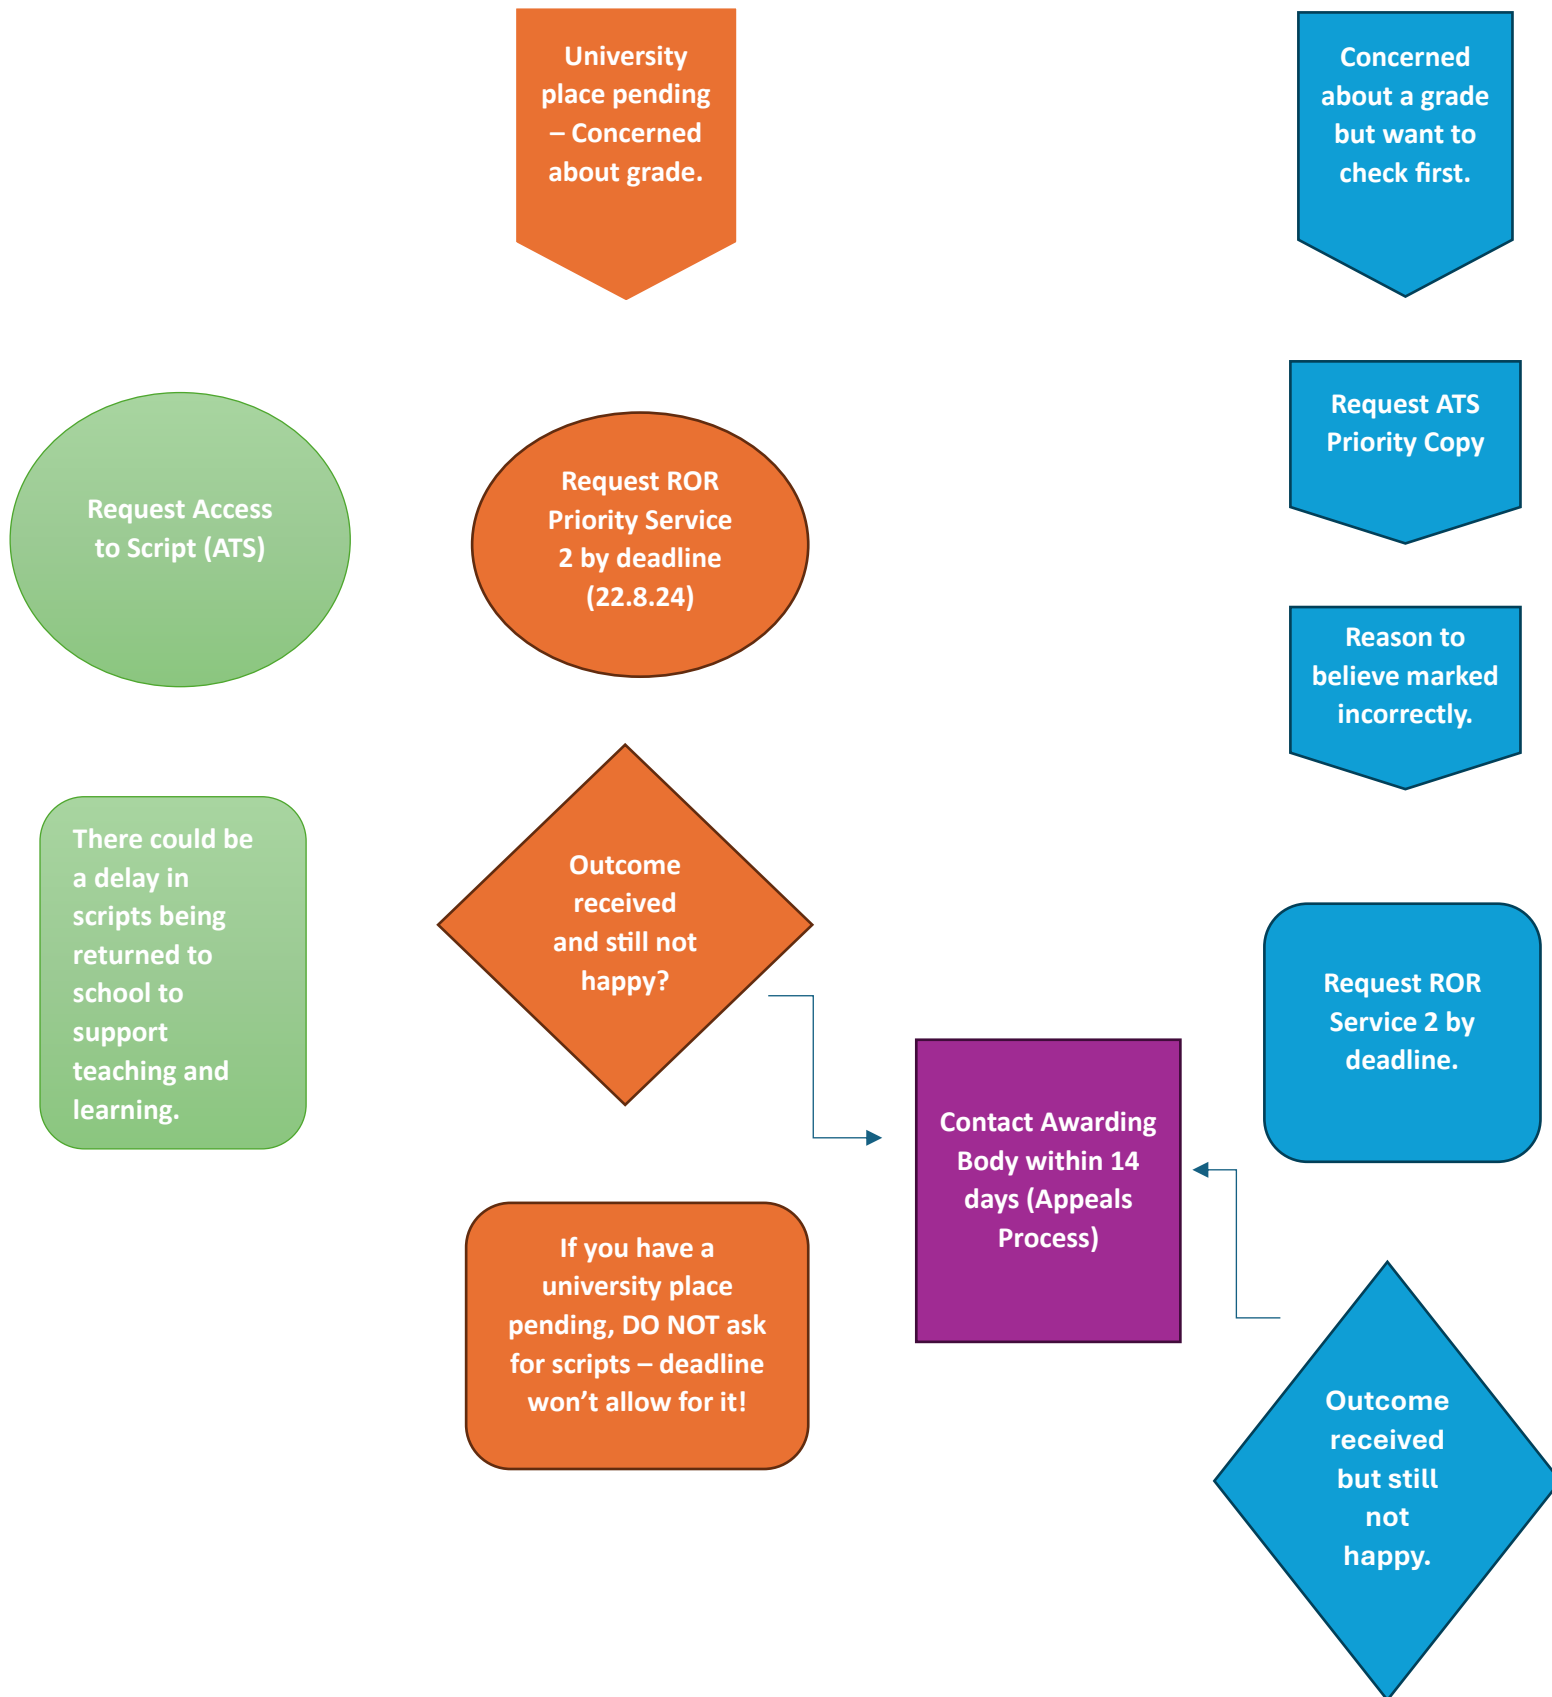 University
place pending
– Concerned
about grade.
Concerned
about a grade
but want to
check first.
Request Access
to Script (ATS)
Request ROR
Priority Service
2 by deadline
(22.8.24)
Request ATS
Priority Copy
Reason to
believe marked
incorrectly.
There could be
a delay in
scripts being
returned to
school to
support
teaching and
learning.
Outcome
received
and still not
happy?
Request ROR
Service 2 by
deadline.
Contact Awarding
Body within 14
days (Appeals
Process)
If you have a
university place
pending, DO NOT ask
for scripts – deadline
won’t allow for it!
Outcome
received
but still
not
happy.